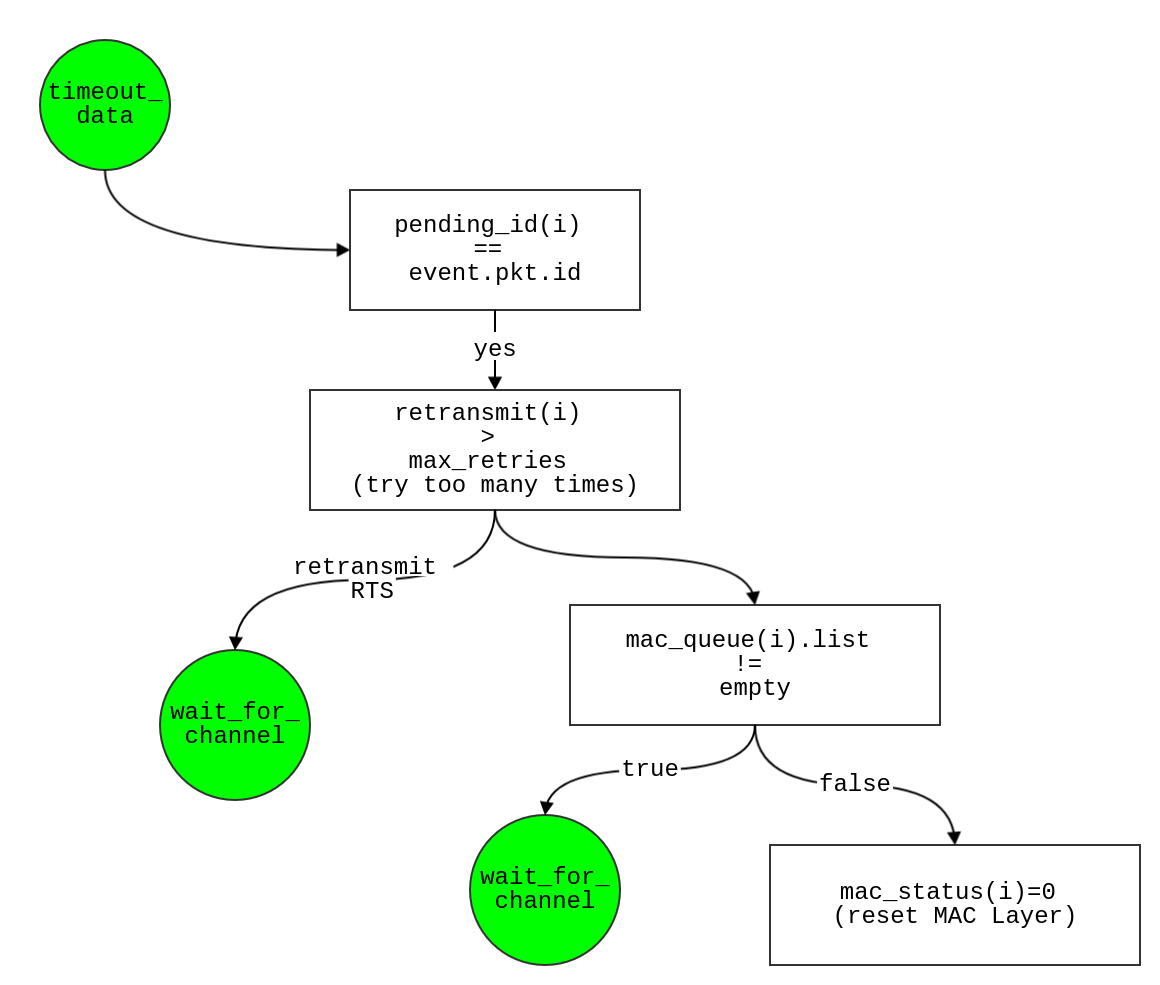 timeout_
data
pending_id(i)
==
event.pkt.id
yes
retransmit(i)
>
max_retries
(try too many times)
retransmit
RTS
mac_queue(i).list
!=
empty
wait_for_
channel
true
false
wait_for_
channel
mac_status(i)=0
(reset MAC Layer)